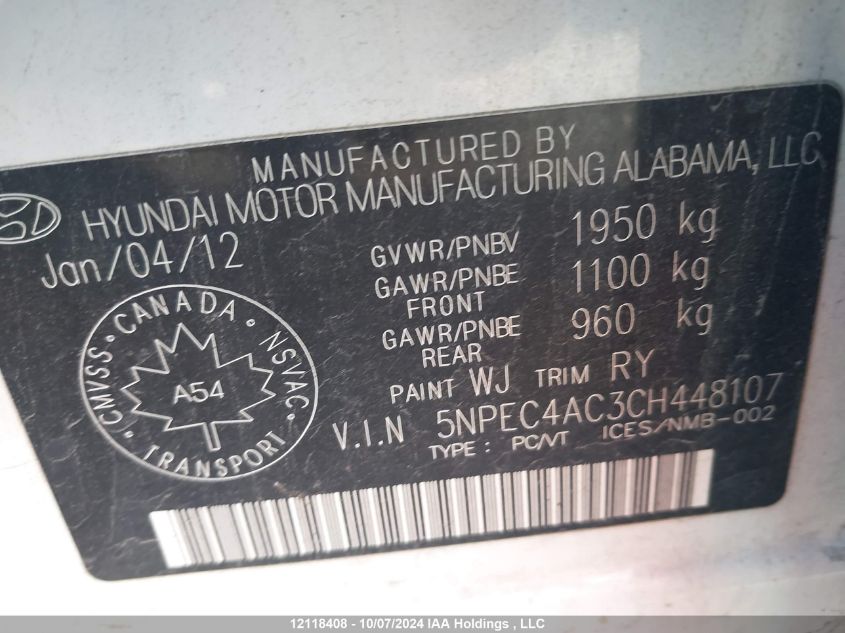 MANUFACTURED BY
HYUNDAI MOTOR MANUFACTURING ALABAMA, LLC
Jan/04/12
GVWR/PNBV 1950 kg
GAWR/PNBE 1100 kg
FRONT
GAWR/PNBE 960 kg
REAR
PAINT WJ TRIM RY
V.I.N 5NPEC4AC3CH448107
TYPE : PC/VT ICES/NMB-002
CMVSS · CANADA · NSVAC ·
A54
TRANSPORT
12118408 - 10/07/2024 IAA Holdings , LLC